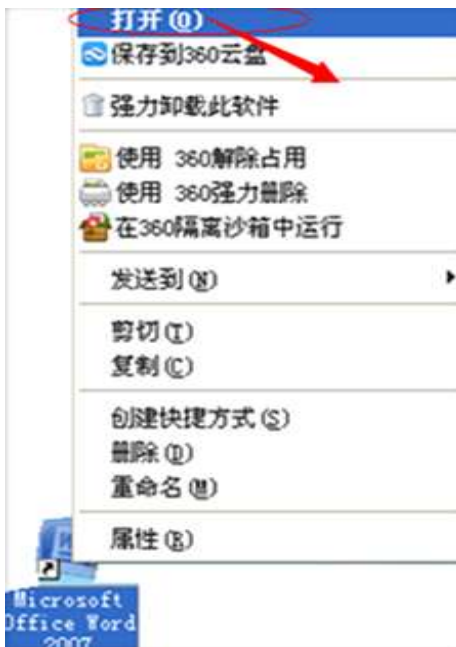 打开(O)
保存到360云盘
强力卸载此软件
使用 360解除占用
使用 360强力删除
在360隔离沙箱中运行
发送到(N)
剪切(T)
复制(C)
创建快捷方式(S)
删除(D)
重命名(M)
属性(R)
Microsoft
Office Word
2007